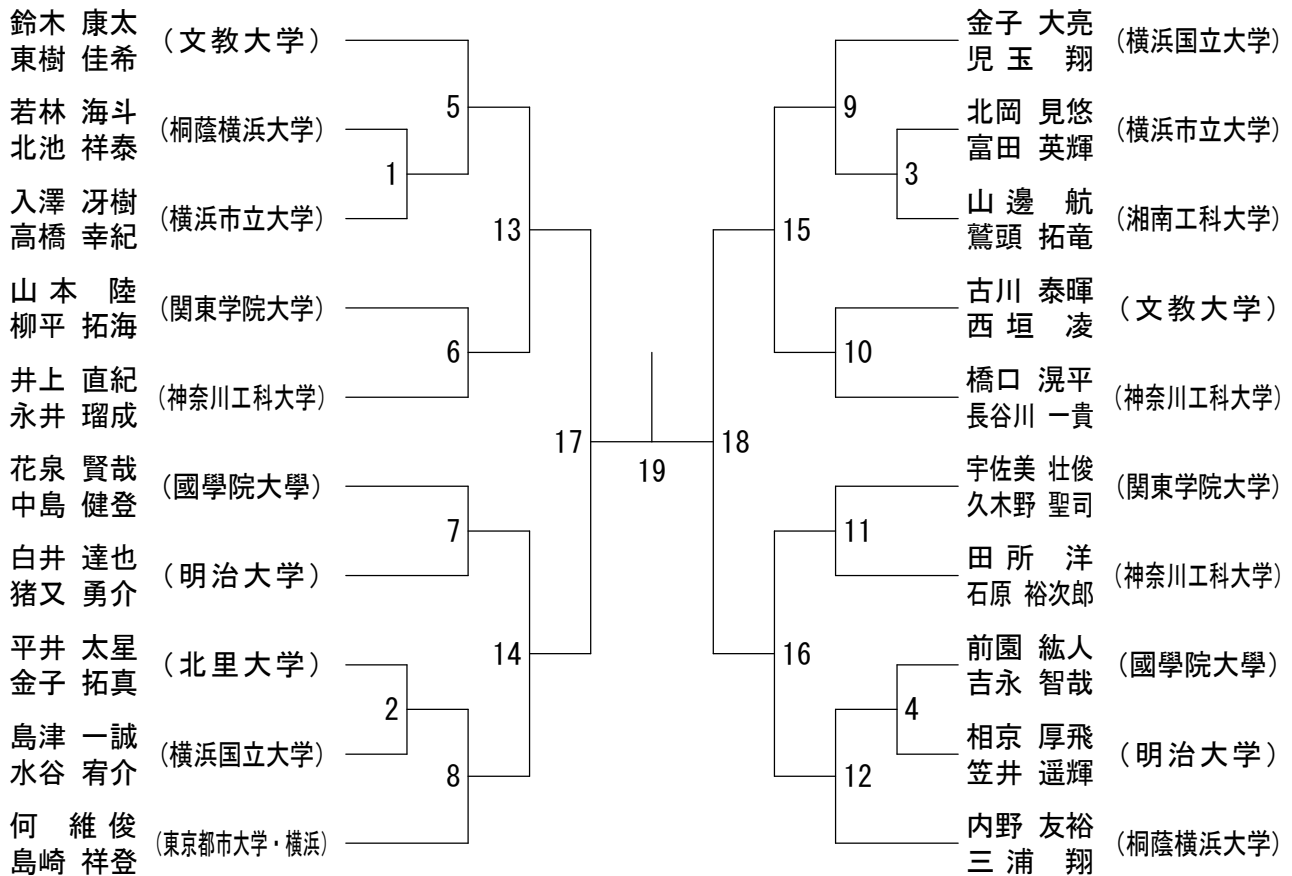 鈴木 康太
東樹 佳希
(文教大学)
若林 海斗
北池 祥泰
(桐蔭横浜大学)
入澤 冴樹
高橋 幸紀
(横浜市立大学)
山本 陸
柳平 拓海
(関東学院大学)
井上 直紀
永井 瑠成
(神奈川工科大学)
花泉 賢哉
中島 健登
(國學院大學)
白井 達也
猪又 勇介
(明治大学)
平井 太星
金子 拓真
(北里大学)
島津 一誠
水谷 宥介
(横浜国立大学)
何 維俊
島崎 祥登
(東京都市大学・横浜)
5
1
13
6
17
7
14
2
8
19
18
15
9
3
10
11
16
4
12
金子 大亮
児玉 翔
(横浜国立大学)
北岡 見悠
富田 英輝
(横浜市立大学)
山邊 航
鷲頭 拓竜
(湘南工科大学)
古川 泰暉
西垣 凌
(文教大学)
橋口 滉平
長谷川 一貴
(神奈川工科大学)
宇佐美 壮俊
久木野 聖司
(関東学院大学)
田所 洋
石原 裕次郎
(神奈川工科大学)
前園 紘人
吉永 智哉
(國學院大學)
相京 厚飛
笠井 遥輝
(明治大学)
内野 友裕
三浦 翔
(桐蔭横浜大学)